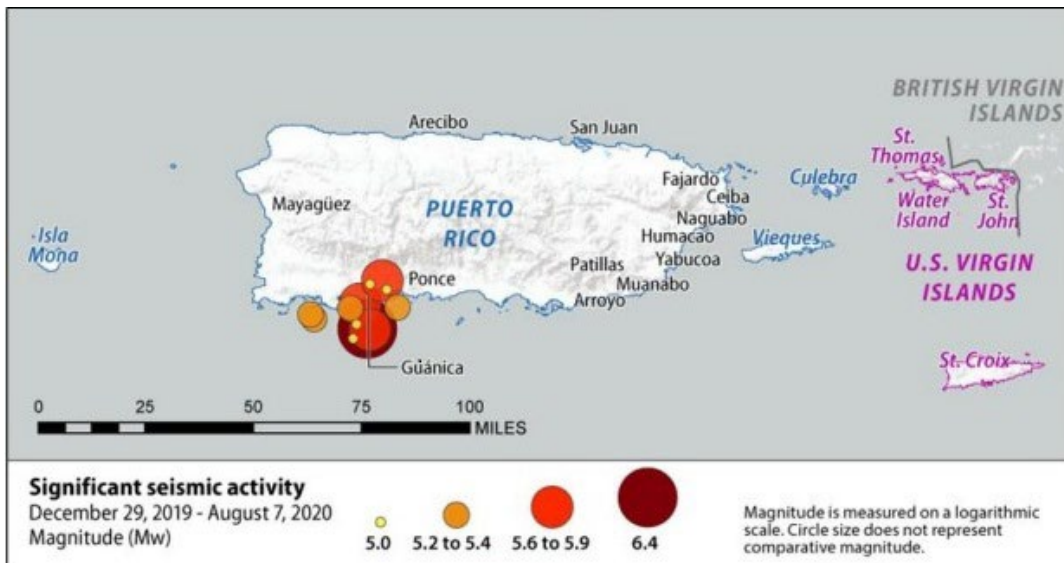 BRITISH VIRGIN
ISLANDS
Arecibo
San Juan
St.
Thomas
Fajardo
Culebra
Ceiba
Water
Island
St.
John
Mayagüez
PUERTO
RICO
Naguabo
Humacao
Vieques
Isla
Mona
Ponce
Patillas
Yabucoa
Muanabo
Arroyo
U.S. VIRGIN
ISLANDS
Guánica
St. Croix
0 25 50 75 100
MILES
Significant seismic activity
December 29, 2019 - August 7, 2020
Magnitude (Mw)
5.0 5.2 to 5.4 5.6 to 5.9 6.4
Magnitude is measured on a logarithmic
scale. Circle size does not represent
comparative magnitude.